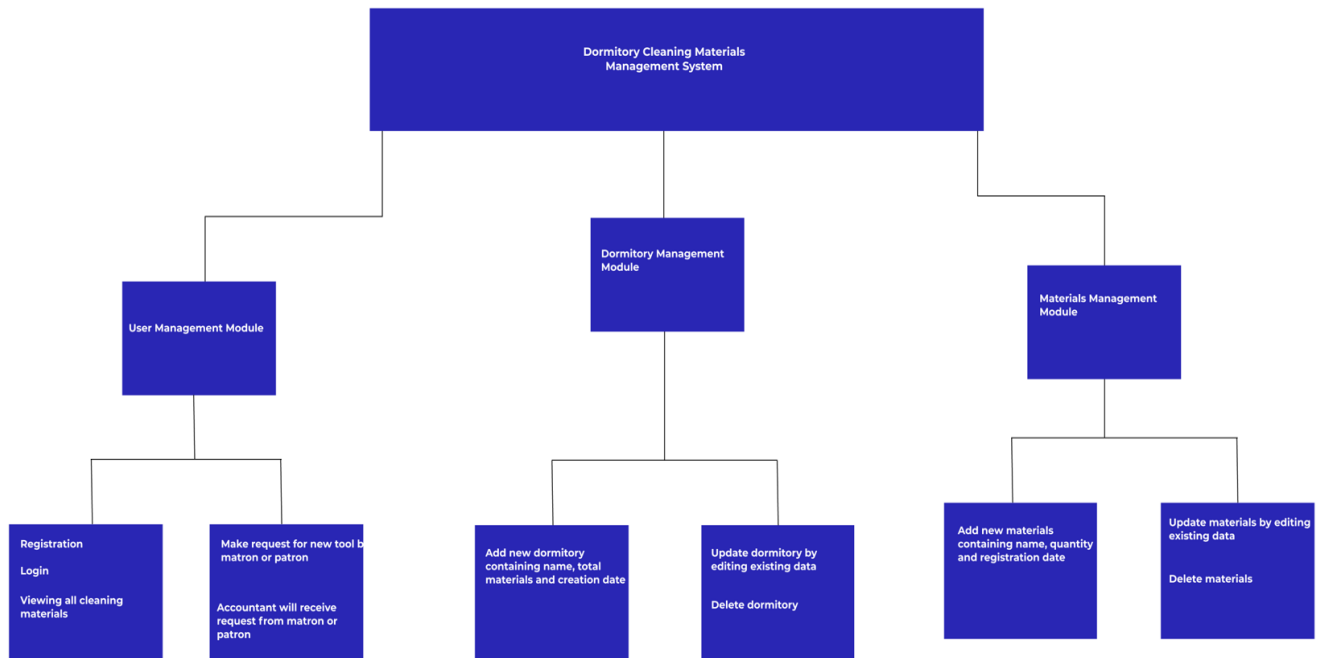 Dormitory Cleaning Materials
Management System
Dormitory Management
Module
Materials Management
Module
User Management Module
Registration
Login
Viewing all cleaning
materials
Make request for new tool b
matron or patron
Accountant will receive
request from matron or
patron
Add new dormitory
containing name, total
materials and creation date
Update dormitory by
editing existing data
Delete dormitory
Add new materials
containing name, quantity
and registration date
Update materials by editing
existing data
Delete materials